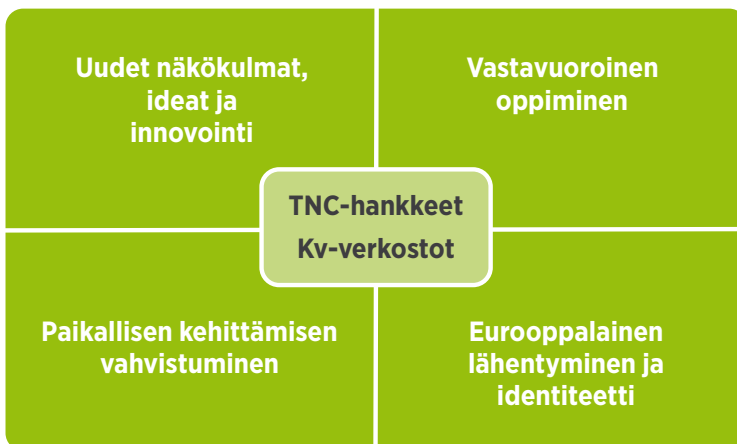 Uudet näkökulmat,
ideat ja
innovointi
Vastavuoroinen
oppiminen
TNC-hankkeet
Kv-verkostot
Paikallisen kehittämisen
vahvistuminen
Eurooppalainen
lähentyminen ja
identiteetti